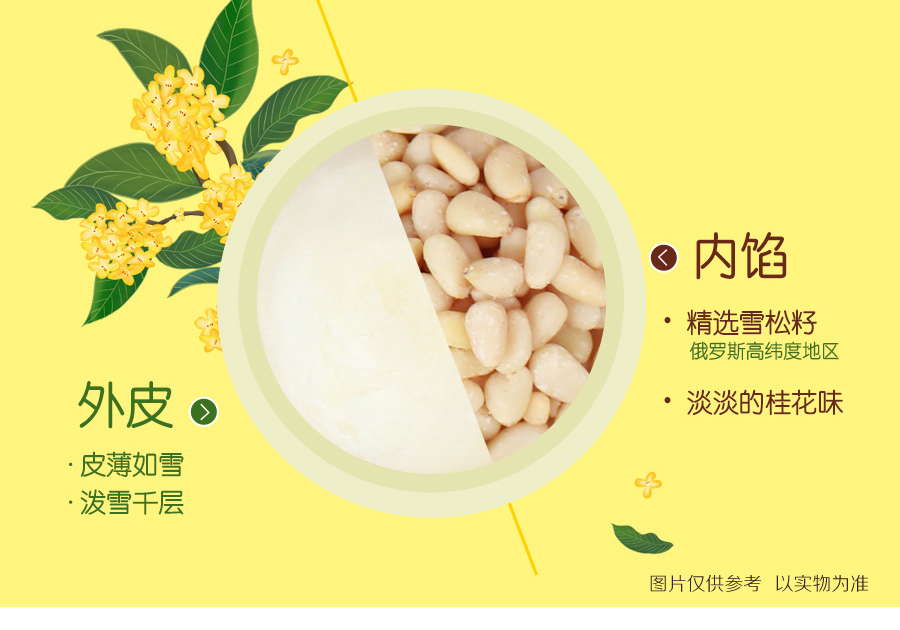 内馅
• 精选雪松籽
俄罗斯高纬度地区
• 淡淡的桂花味
外皮
· 皮薄如雪
· 泼雪千层
图片仅供参考 以实物为准